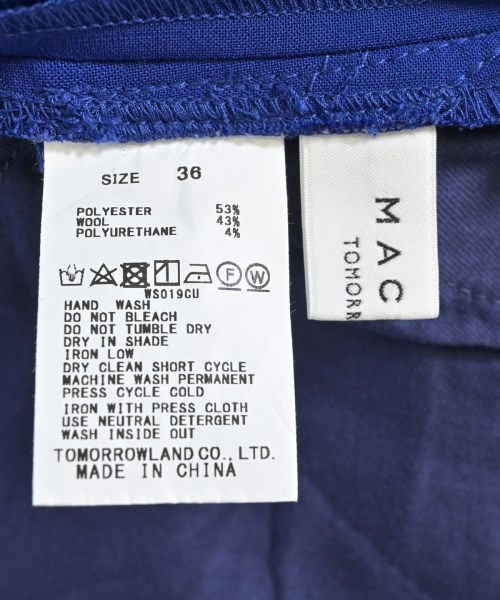 SIZE 36
POLYESTER 53%
WOOL 43%
POLYURETHANE 4%
F W
WS019CU
HAND WASH
DO NOT BLEACH
DO NOT TUMBLE DRY
DRY IN SHADE
IRON LOW
DRY CLEAN SHORT CYCLE
MACHINE WASH PERMANENT
PRESS CYCLE COLD
IRON WITH PRESS CLOTH
USE NEUTRAL DETERGENT
WASH INSIDE OUT
TOMORROWLAND CO., LTD.
MADE IN CHINA
MAC
TOMORR